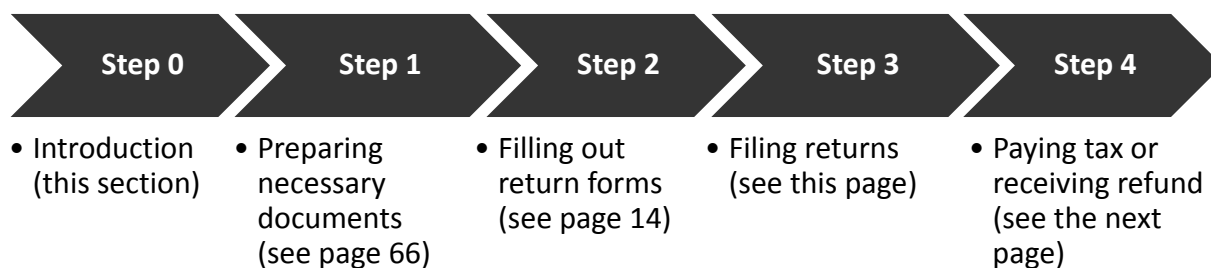 Step 0
Step 1
Step 2
Step 3
Step 4
• Introduction
(this section)
• Preparing
necessary
documents
(see page 66)
• Filling out
return forms
(see page 14)
• Filing returns
(see this page)
• Paying tax or
receiving refund
(see the next
page)